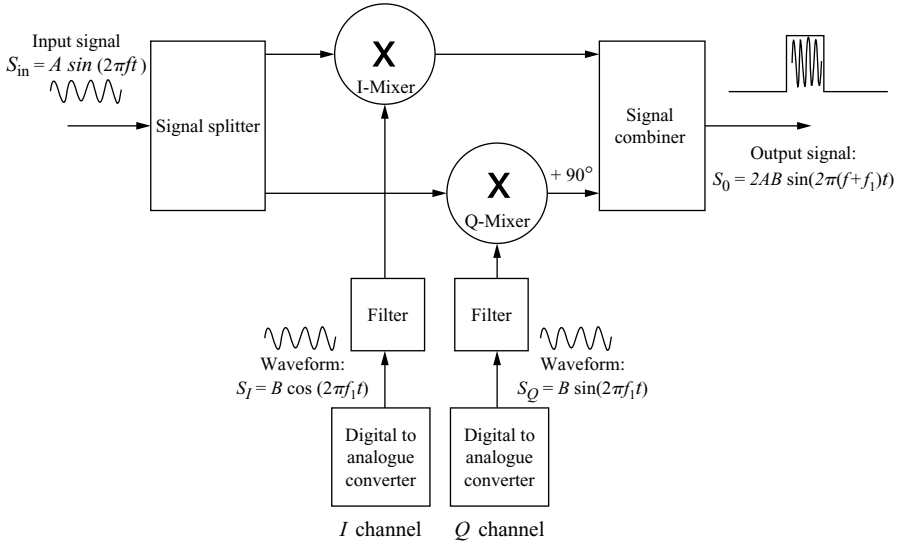 Input signal
S_in = A sin (2πft)
Signal splitter
X
I-Mixer
X
Q-Mixer
+ 90°
Signal
combiner
Output signal:
S_0 = 2AB sin(2π(f+f_1)t)
Filter
Filter
Waveform:
S_I = B cos (2πf_1t)
Waveform:
S_Q = B sin(2πf_1t)
Digital to
analogue
converter
Digital to
analogue
converter
I channel
Q channel